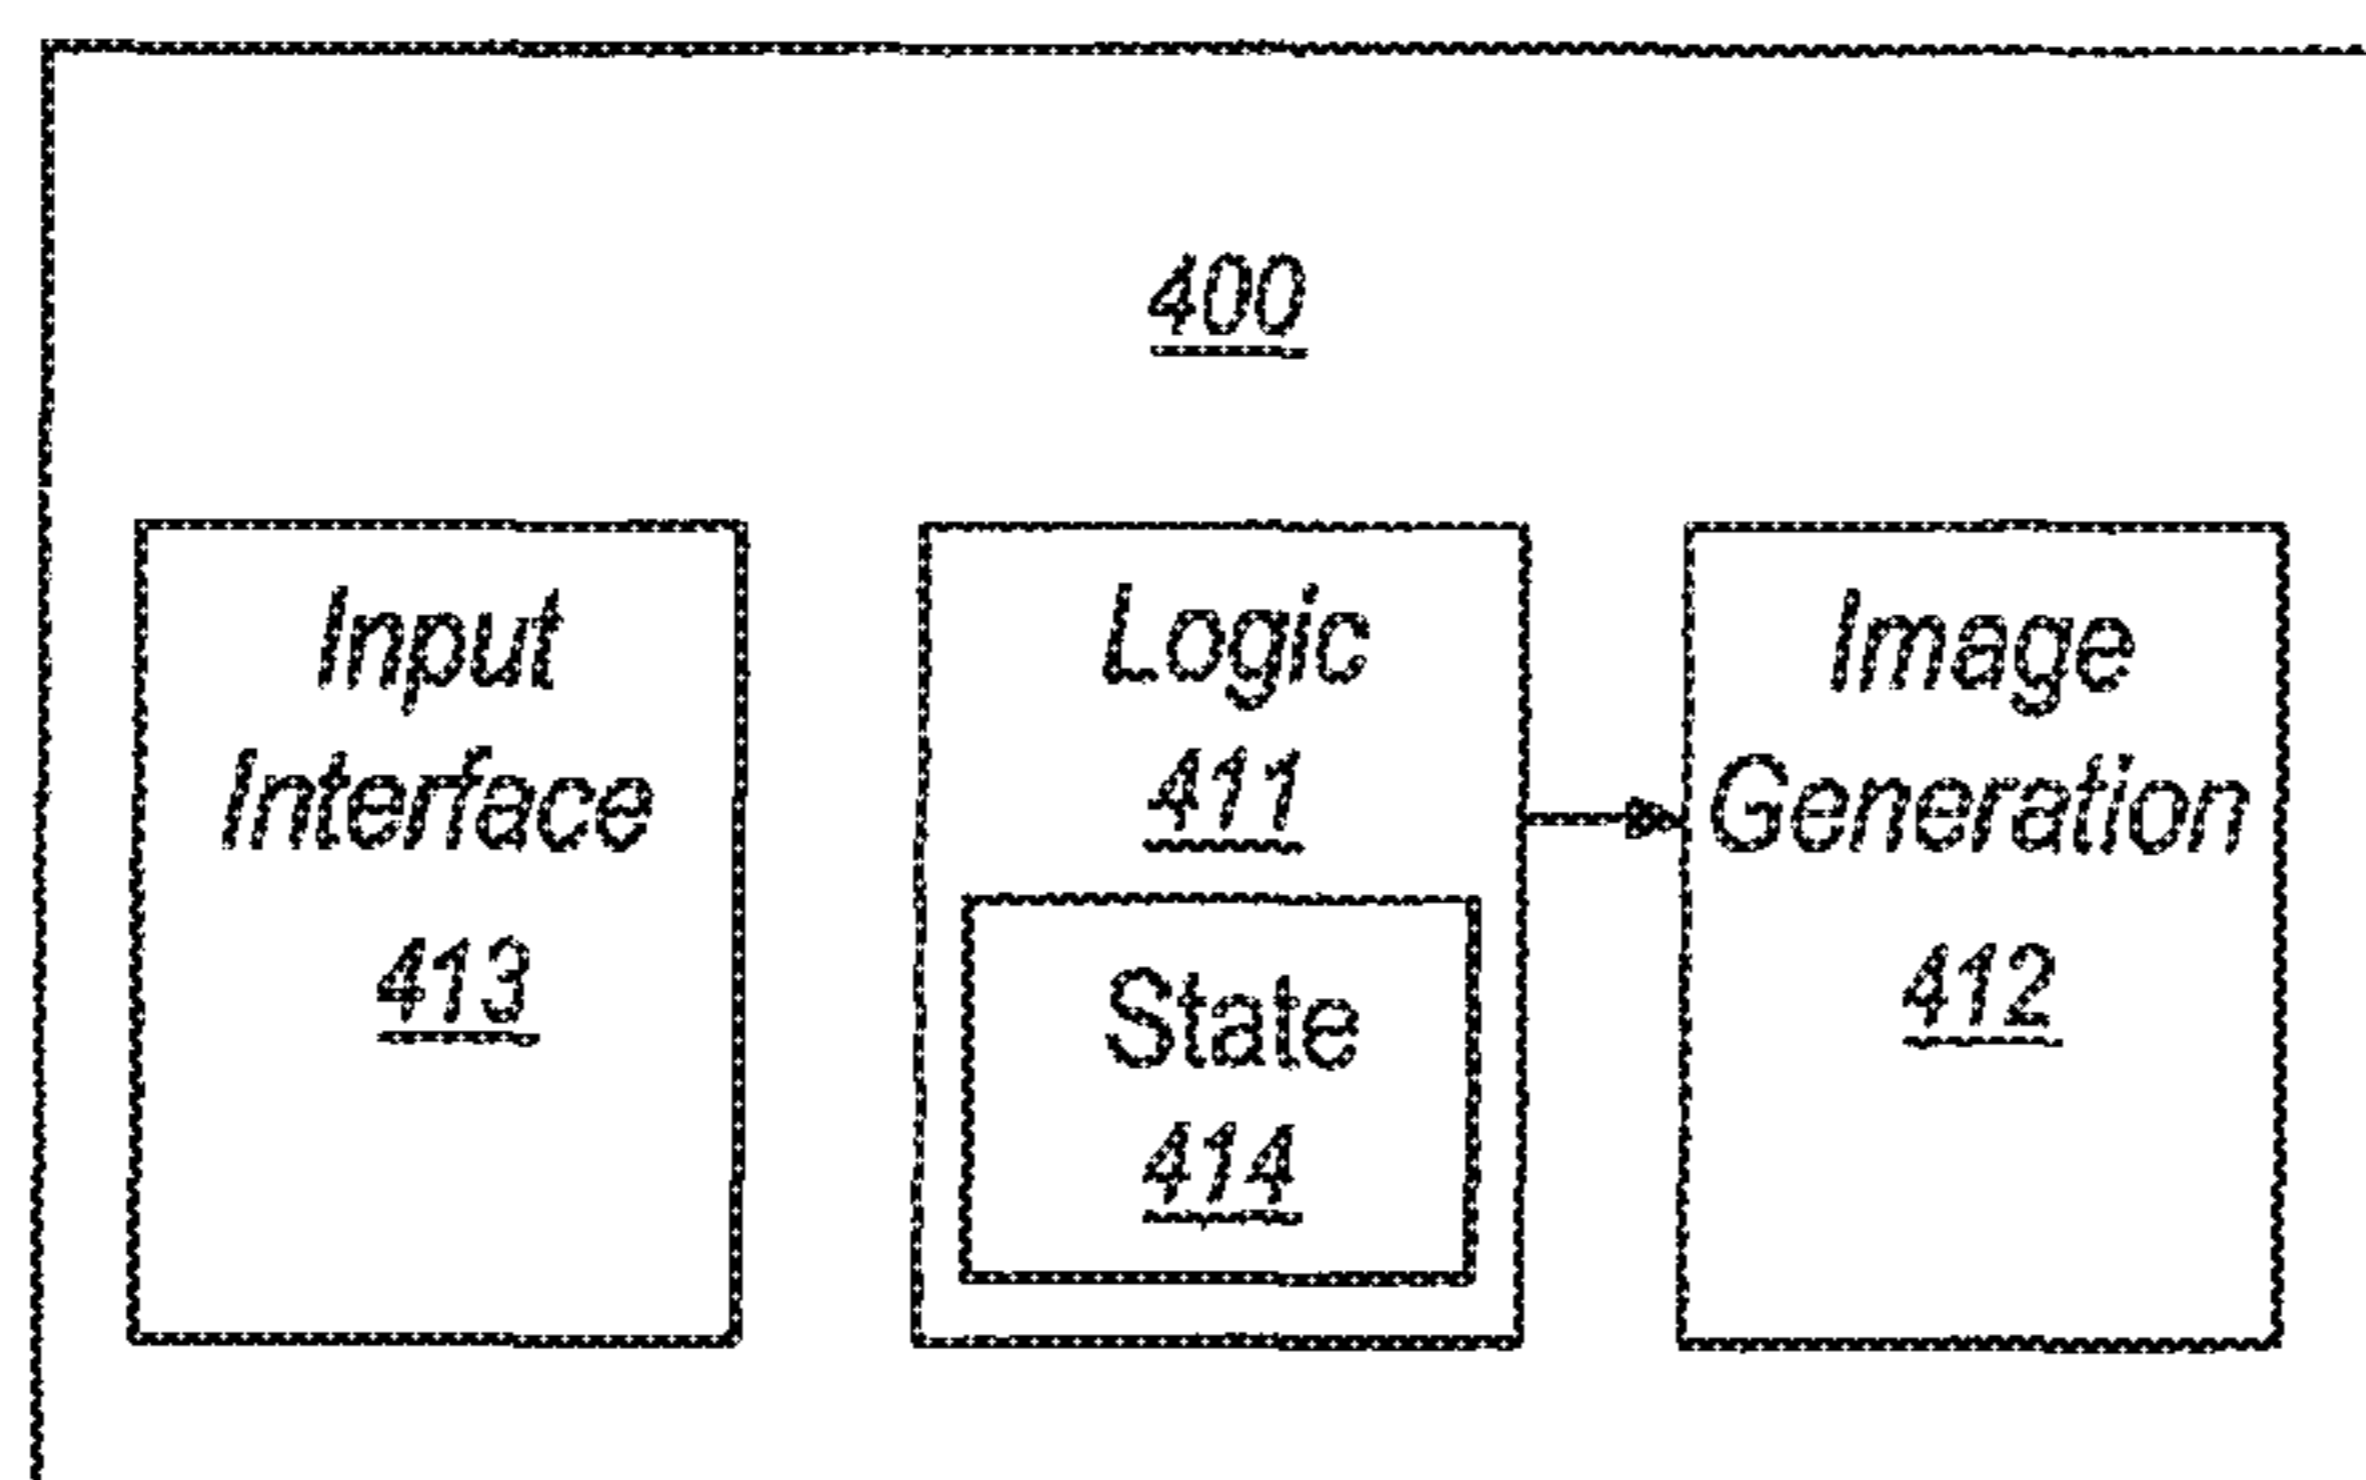 400
Input
Interface
413
Logic
411
State
414
Image
Generation
412